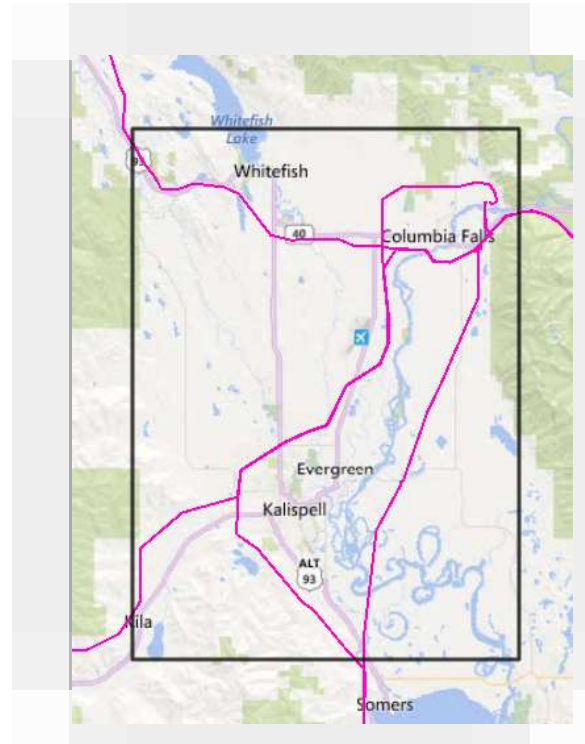 Whitefish
Lake
93
Whitefish
40
Columbia Falls
Evergreen
Kalispell
ALT
93
Kila
Somers